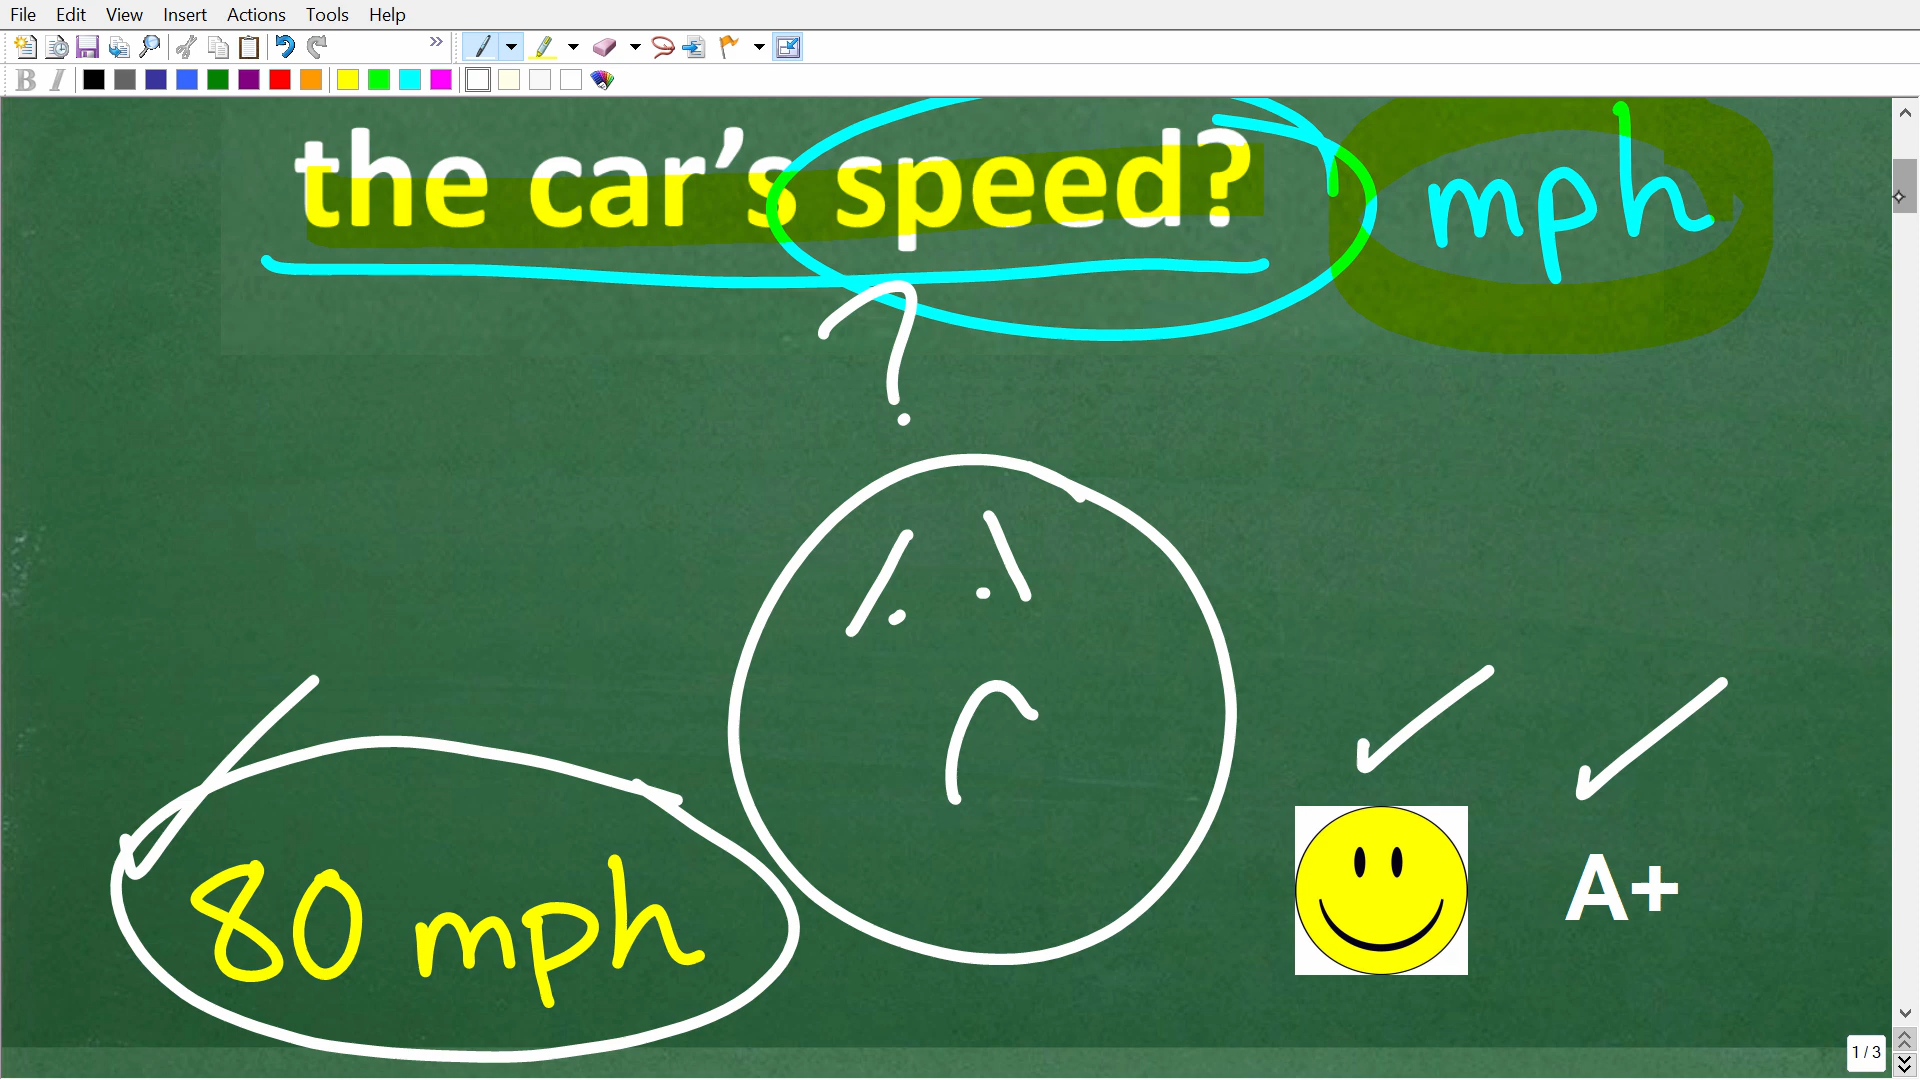 File Edit View Insert Actions Tools Help
B I
the car’s speed? mph
?
80 mph
A+
1 / 3